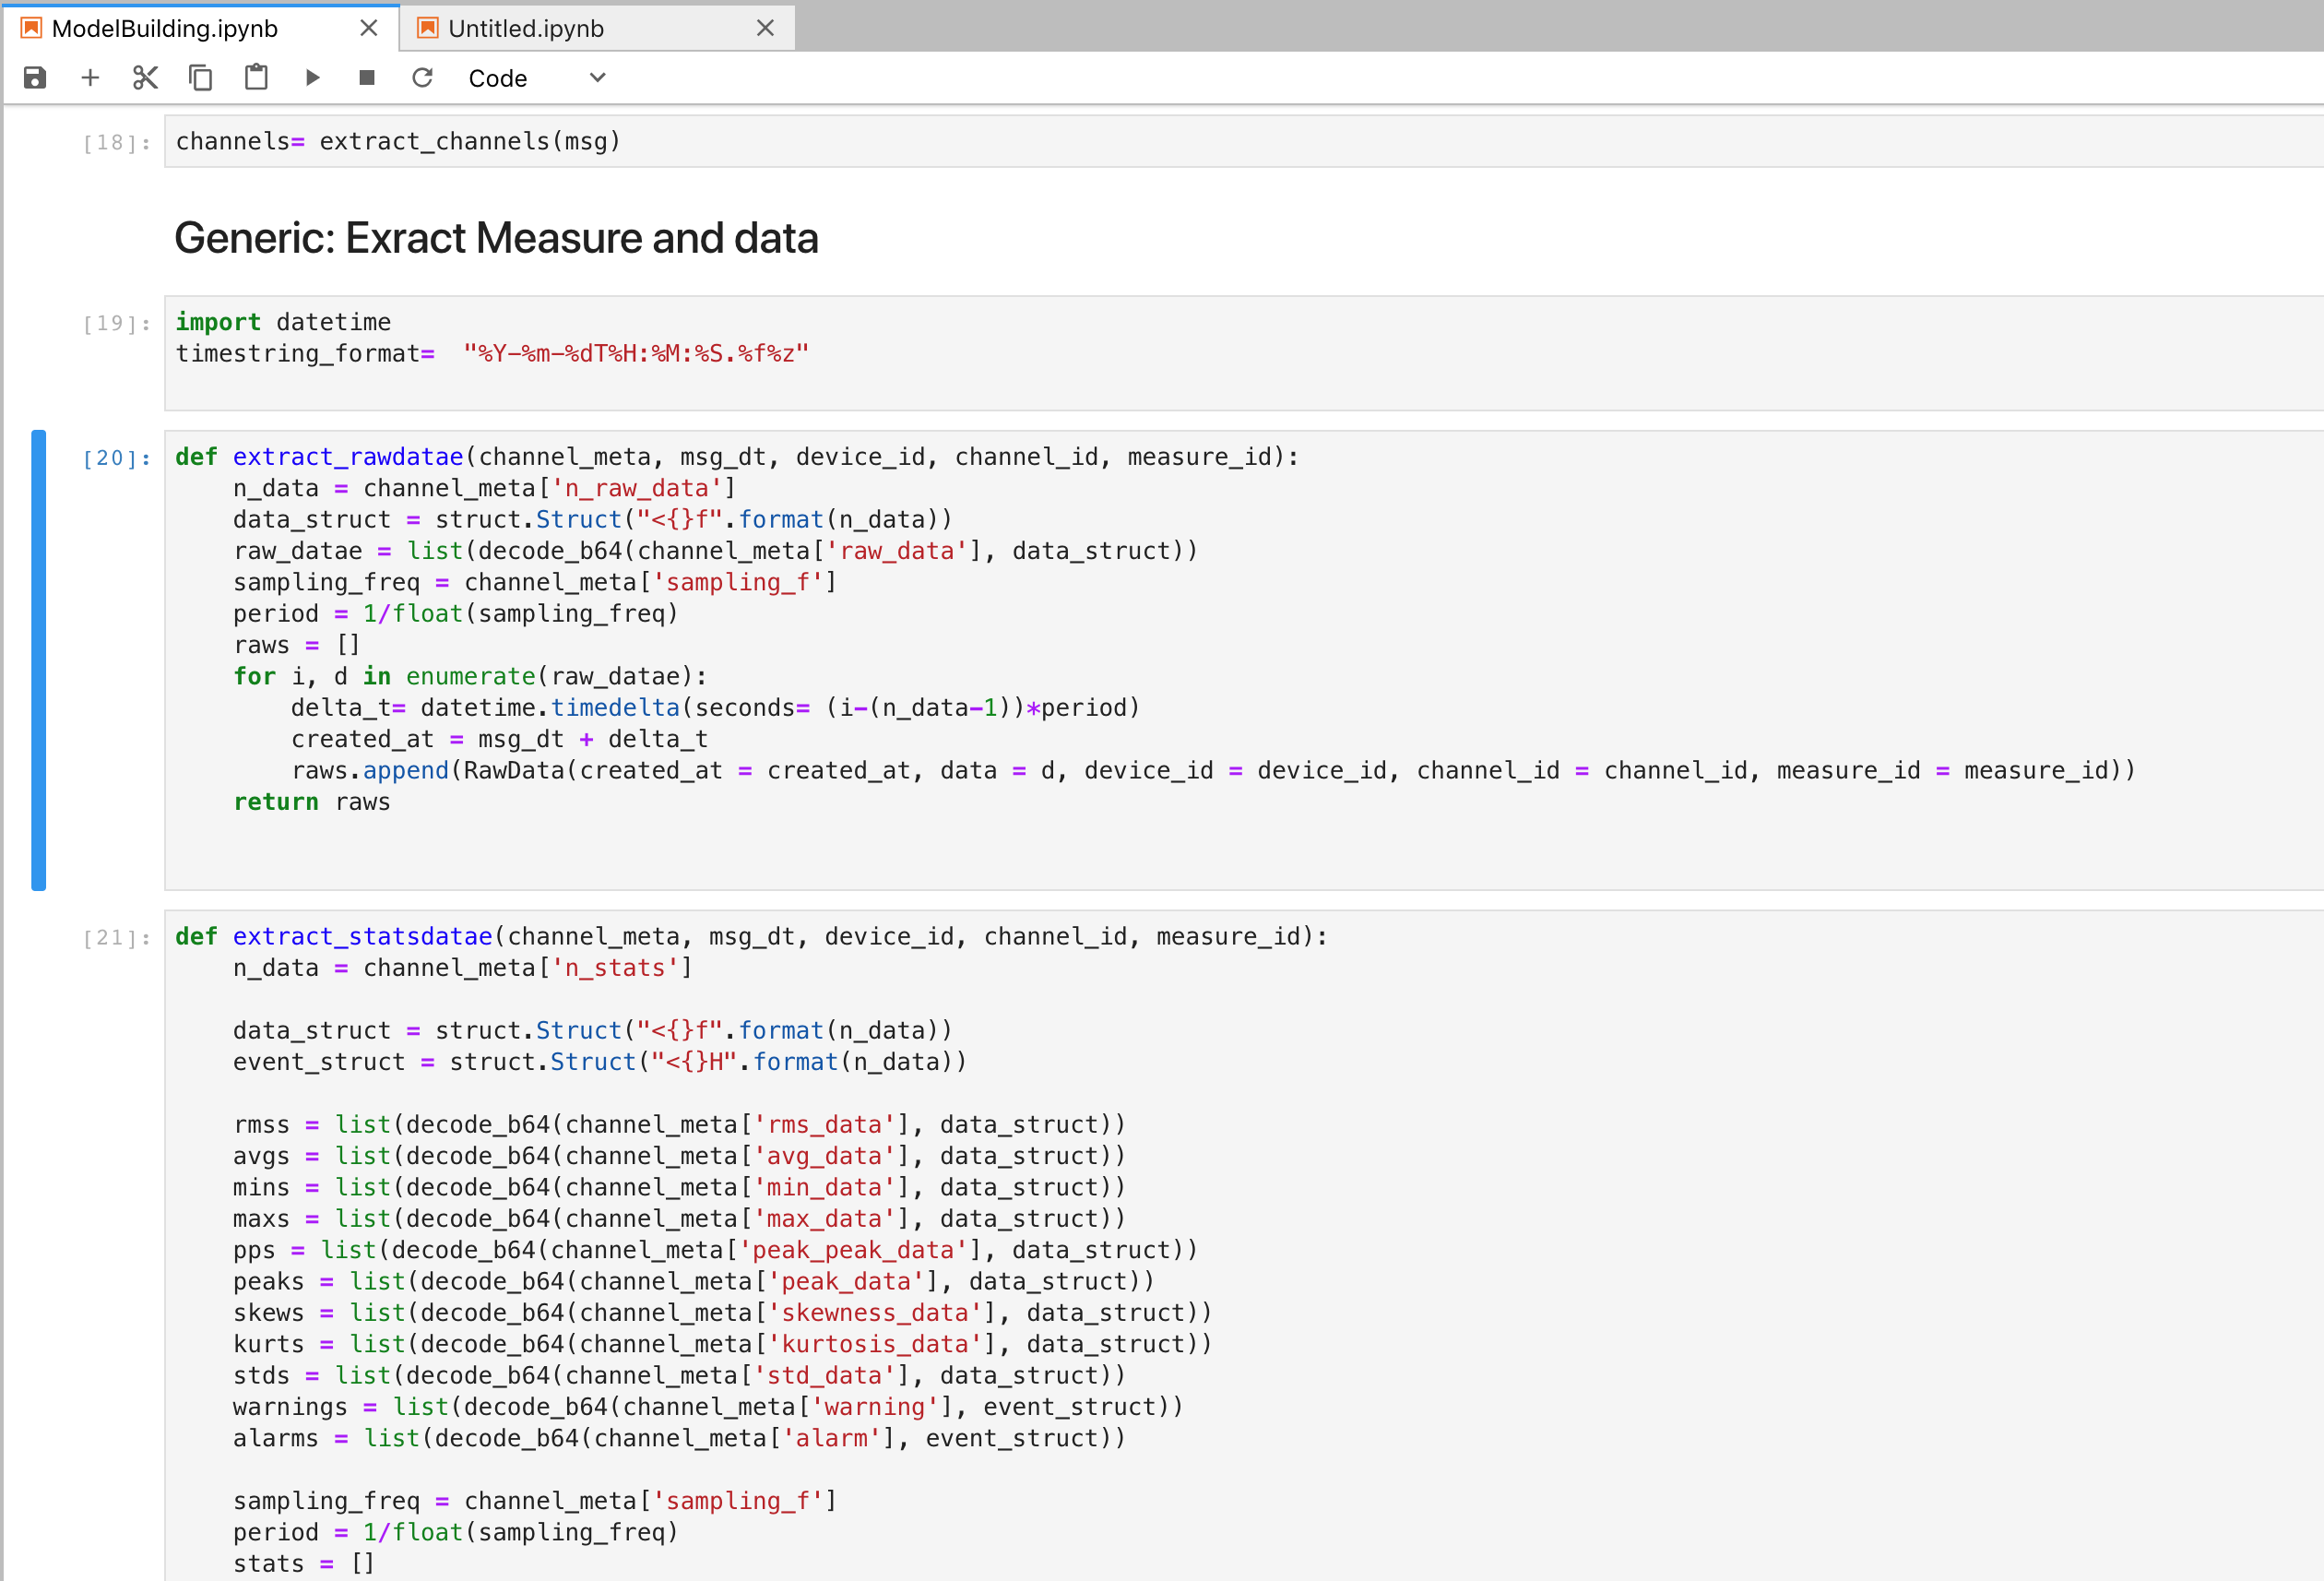 ModelBuilding.ipynb
Untitled.ipynb
Code
[18]:
channels= extract_channels(msg)
Generic: Exract Measure and data
[19]:
import datetime
timestring_format=  "%Y-%m-%dT%H:%M:%S.%f%z"
[20]:
def extract_rawdatae(channel_meta, msg_dt, device_id, channel_id, measure_id):
    n_data = channel_meta['n_raw_data']
    data_struct = struct.Struct("<{}f".format(n_data))
    raw_datae = list(decode_b64(channel_meta['raw_data'], data_struct))
    sampling_freq = channel_meta['sampling_f']
    period = 1/float(sampling_freq)
    raws = []
    for i, d in enumerate(raw_datae):
        delta_t= datetime.timedelta(seconds= (i-(n_data-1))*period)
        created_at = msg_dt + delta_t
        raws.append(RawData(created_at = created_at, data = d, device_id = device_id, channel_id = channel_id, measure_id = measure_id))
    return raws
[21]:
def extract_statsdatae(channel_meta, msg_dt, device_id, channel_id, measure_id):
    n_data = channel_meta['n_stats']
    data_struct = struct.Struct("<{}f".format(n_data))
    event_struct = struct.Struct("<{}H".format(n_data))
    rmss = list(decode_b64(channel_meta['rms_data'], data_struct))
    avgs = list(decode_b64(channel_meta['avg_data'], data_struct))
    mins = list(decode_b64(channel_meta['min_data'], data_struct))
    maxs = list(decode_b64(channel_meta['max_data'], data_struct))
    pps = list(decode_b64(channel_meta['peak_peak_data'], data_struct))
    peaks = list(decode_b64(channel_meta['peak_data'], data_struct))
    skews = list(decode_b64(channel_meta['skewness_data'], data_struct))
    kurts = list(decode_b64(channel_meta['kurtosis_data'], data_struct))
    stds = list(decode_b64(channel_meta['std_data'], data_struct))
    warnings = list(decode_b64(channel_meta['warning'], event_struct))
    alarms = list(decode_b64(channel_meta['alarm'], event_struct))
    sampling_freq = channel_meta['sampling_f']
    period = 1/float(sampling_freq)
    stats = []